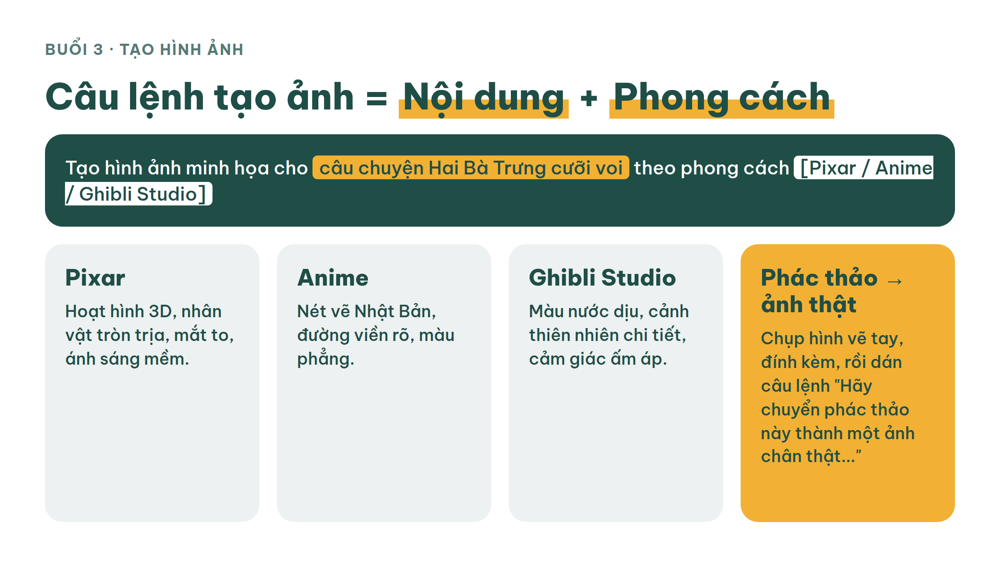 BUỔI 3 · TẠO HÌNH ẢNH
Câu lệnh tạo ảnh = Nội dung + Phong cách
Tạo hình ảnh minh họa cho câu chuyện Hai Bà Trưng cưỡi voi theo phong cách [Pixar / Anime
/ Ghibli Studio]
Pixar
Hoạt hình 3D, nhân
vật tròn trịa, mắt to,
ánh sáng mềm.
Anime
Nét vẽ Nhật Bản,
đường viền rõ, màu
phẳng.
Ghibli Studio
Màu nước dịu, cảnh
thiên nhiên chi tiết,
cảm giác ấm áp.
Phác thảo →
ảnh thật
Chụp hình vẽ tay,
đính kèm, rồi dán
câu lệnh "Hãy
chuyển phác thảo
này thành một ảnh
chân thật..."